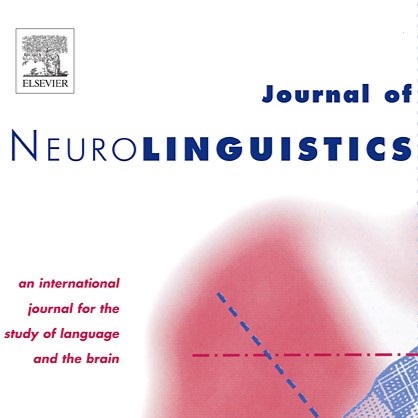 ELSEVIER
Journal of
NEUROLINGUISTICS
an international
journal for the
study of language
and the brain